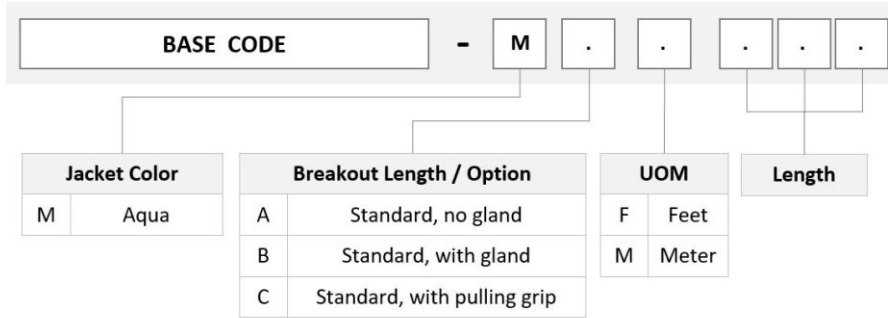 BASE CODE - M . . . . .
Jacket Color
M Aqua
Breakout Length / Option
A Standard, no gland
B Standard, with gland
C Standard, with pulling grip
UOM
F Feet
M Meter
Length